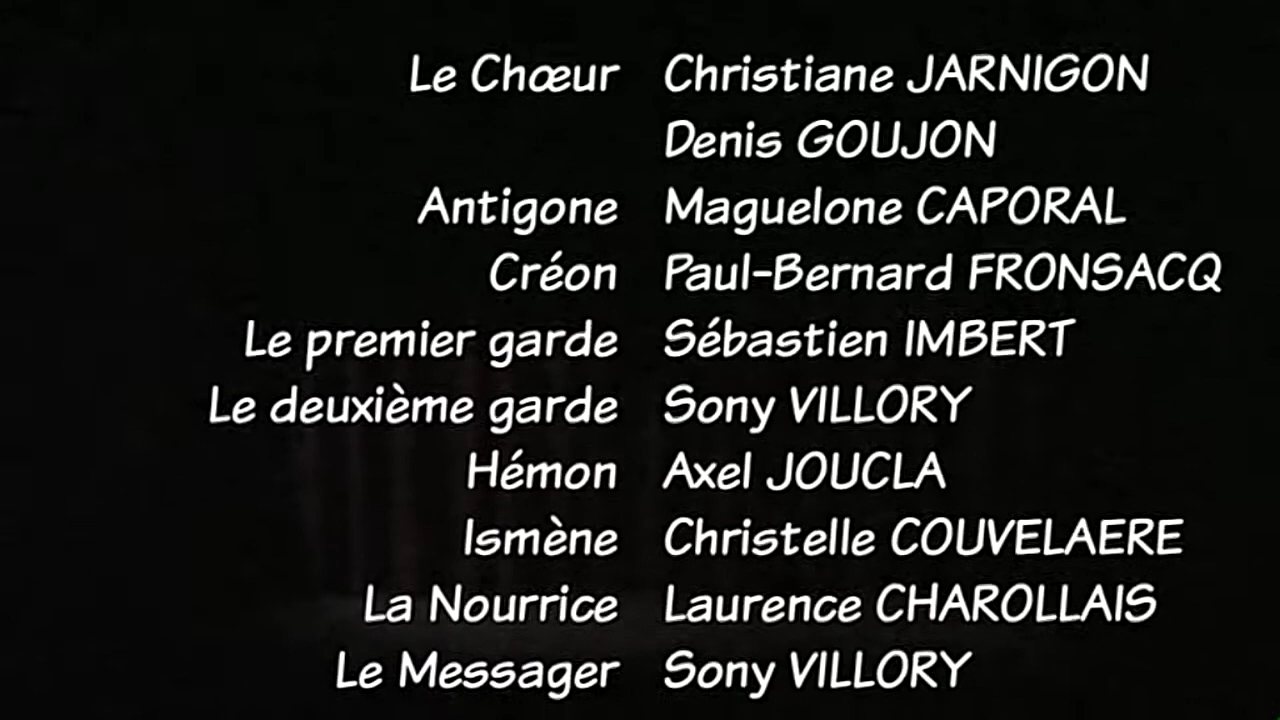 Le Chœur Christiane JARNIGON
Denis GOUJON
Antigone Maguelone CAPORAL
Créon Paul-Bernard FRONSACQ
Le premier garde Sébastien IMBERT
Le deuxième garde Sony VILLORY
Hémon Axel JOUCLA
Ismène Christelle COUVELAERE
La Nourrice Laurence CHAROLLAIS
Le Messager Sony VILLORY